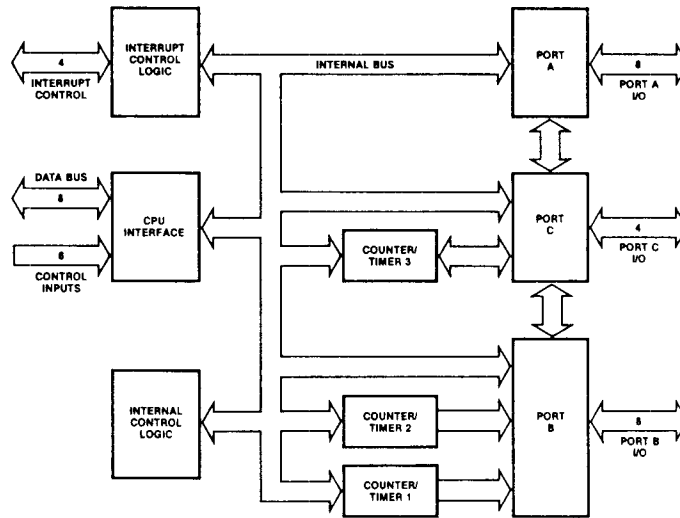 INTERRUPT
CONTROL
LOGIC
4
INTERRUPT
CONTROL
INTERNAL BUS
PORT
A
8
PORT A
I/O
DATA BUS
8
CPU
INTERFACE
6
CONTROL
INPUTS
PORT
C
4
PORT C
I/O
COUNTER/
TIMER 3
INTERNAL
CONTROL
LOGIC
COUNTER/
TIMER 2
PORT
B
8
PORT B
I/O
COUNTER/
TIMER 1